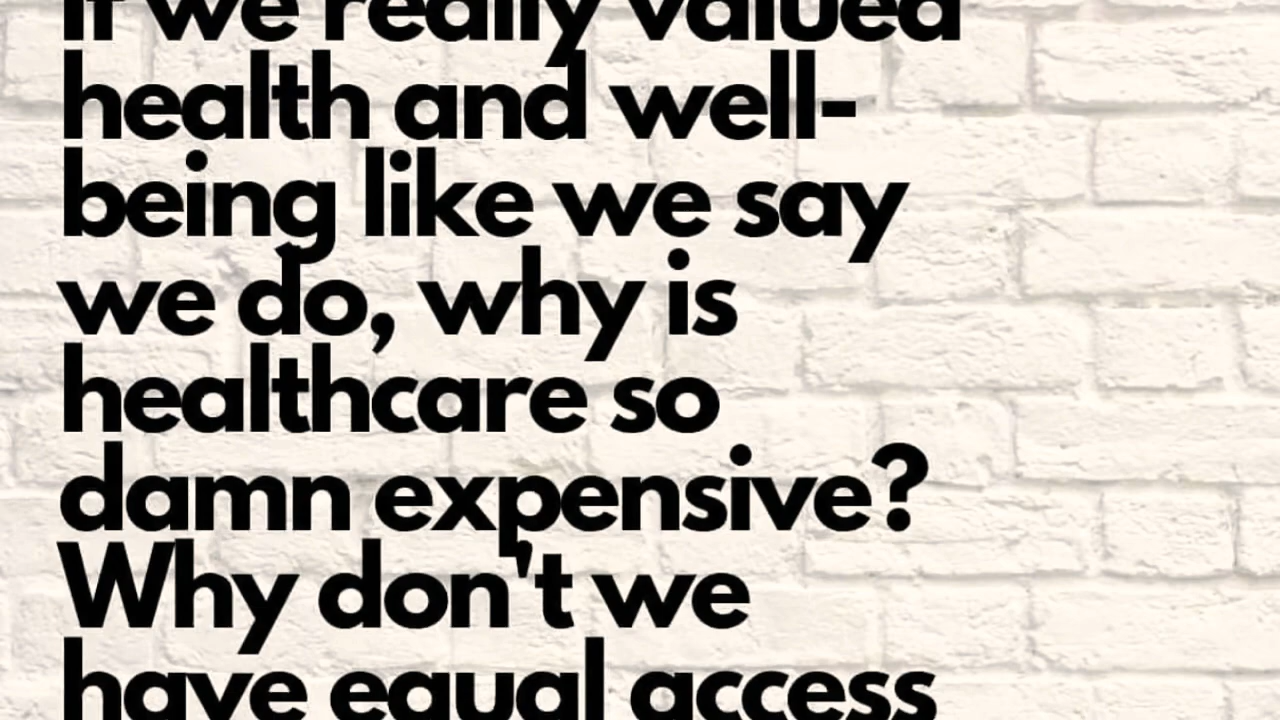 If we really valued
health and well-
being like we say
we do, why is
healthcare so
damn expensive?
Why don't we
have equal access